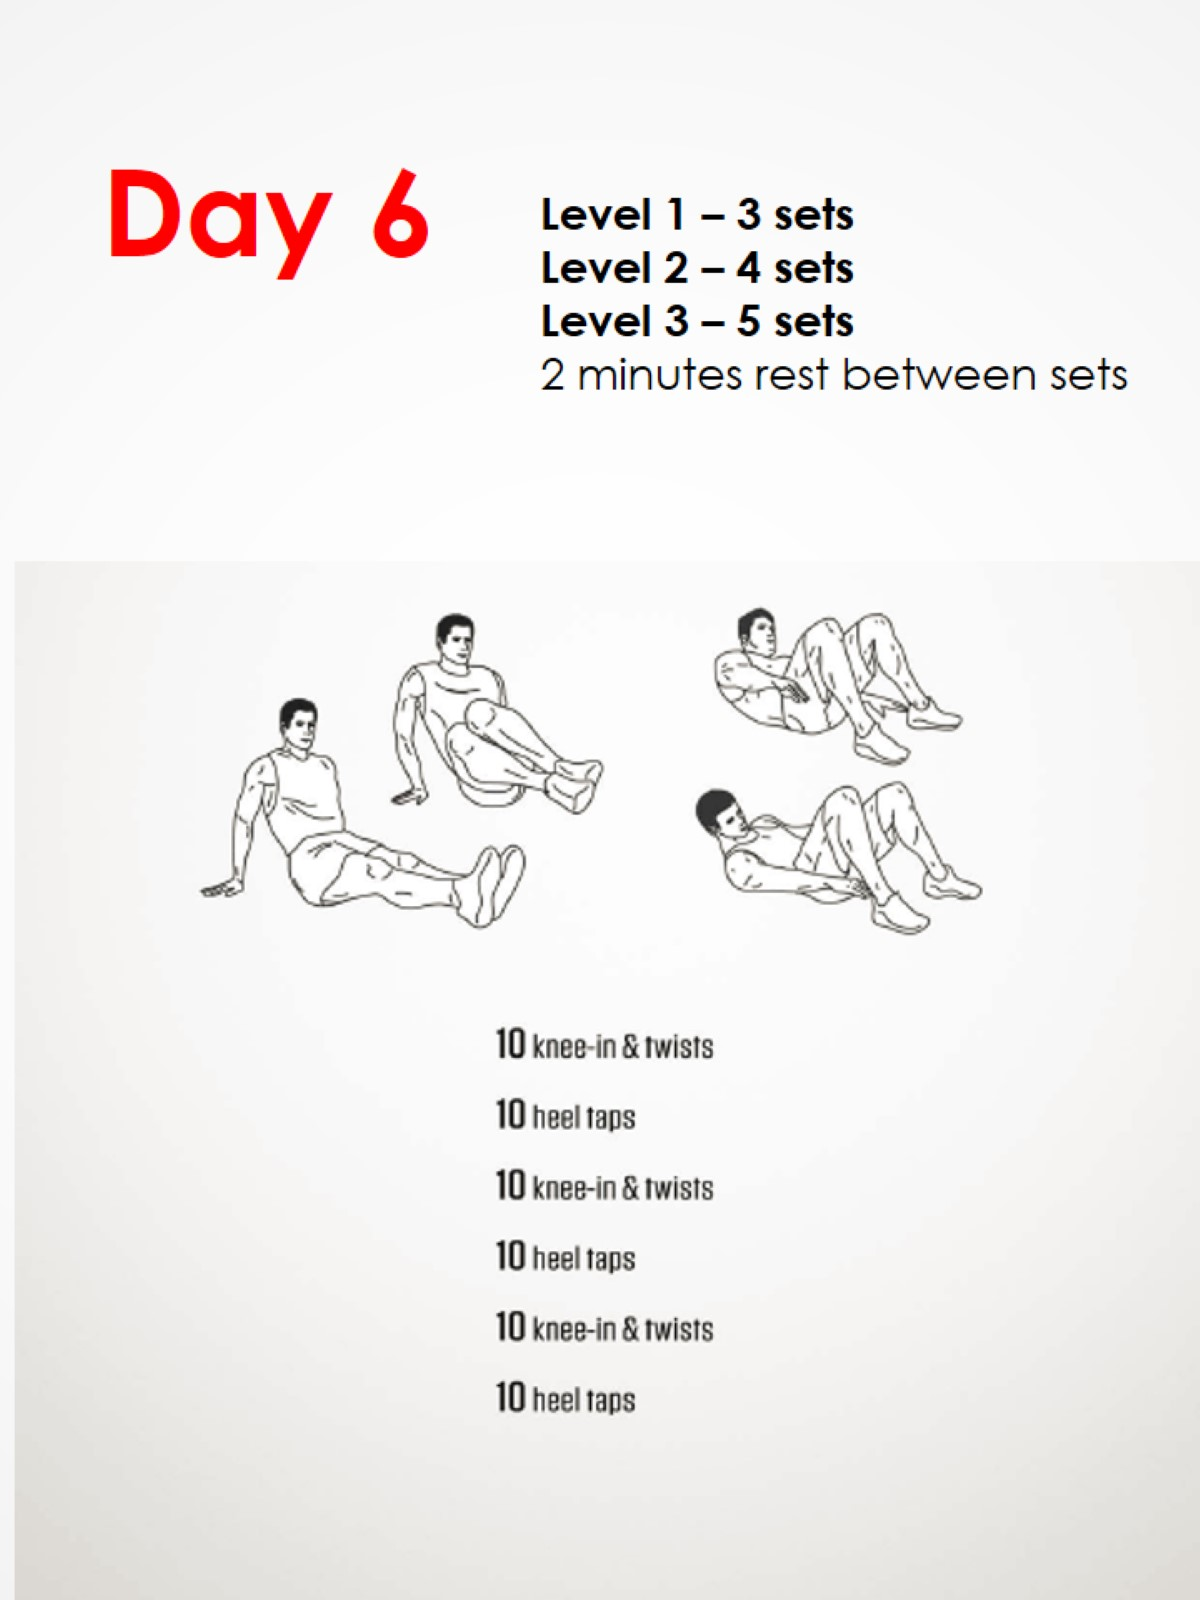 Day 6
Level 1 – 3 sets
Level 2 – 4 sets
Level 3 – 5 sets
2 minutes rest between sets
10 knee-in & twists
10 heel taps
10 knee-in & twists
10 heel taps
10 knee-in & twists
10 heel taps